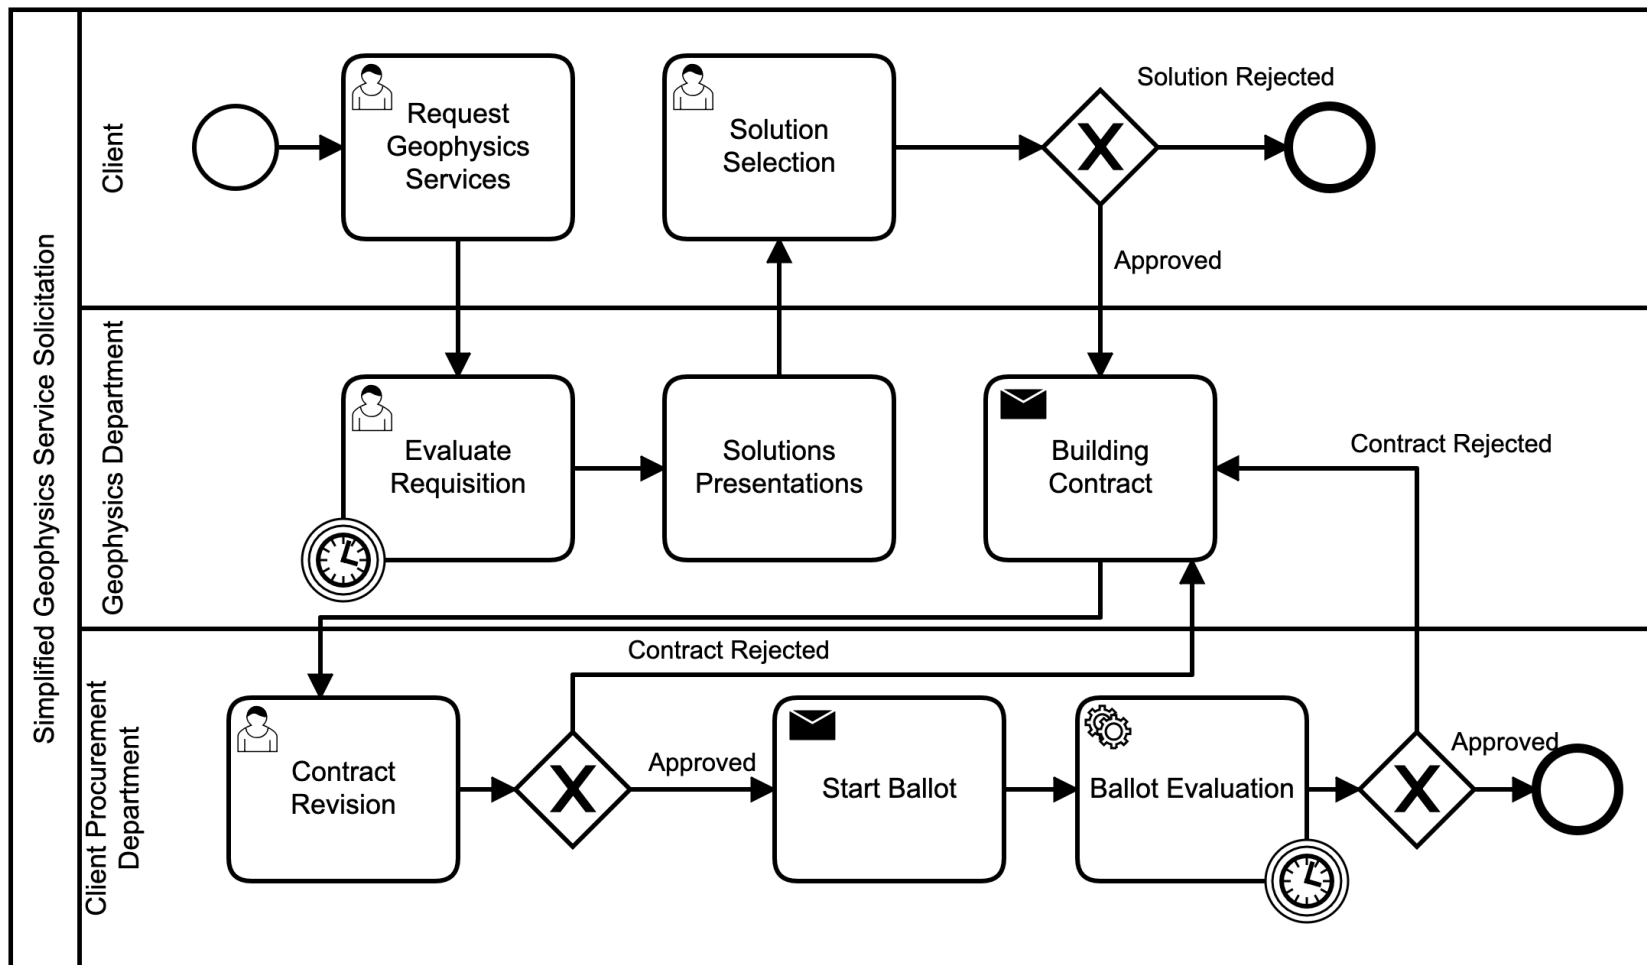 Simplified Geophysics Service Solicitation
Client
Request
Geophysics
Services
Solution
Selection
Solution Rejected
Approved
Geophysics Department
Evaluate
Requisition
Solutions
Presentations
Building
Contract
Contract Rejected
Client Procurement
Department
Contract Rejected
Contract
Revision
Approved
Start Ballot
Ballot Evaluation
Approved